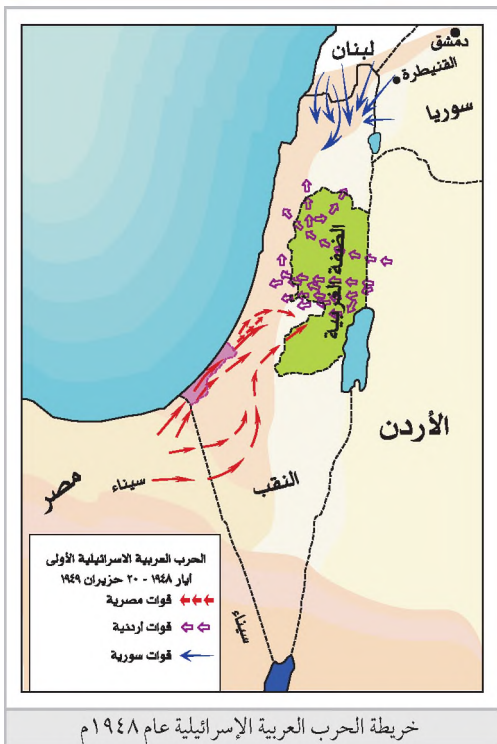 دمشق
لبنان
القنيطرة
سوريا
الضفة الغربية
الأردن
النقب
سيناء
مصر
سيناء
الحرب العربية الاسرائيلية الأولى
أيار ١٩٤٨ - ٢٠ حزيران ١٩٤٩
قوات مصرية
قوات أردنية
قوات سورية
خريطة الحرب العربية الإسرائيلية عام ١٩٤٨م